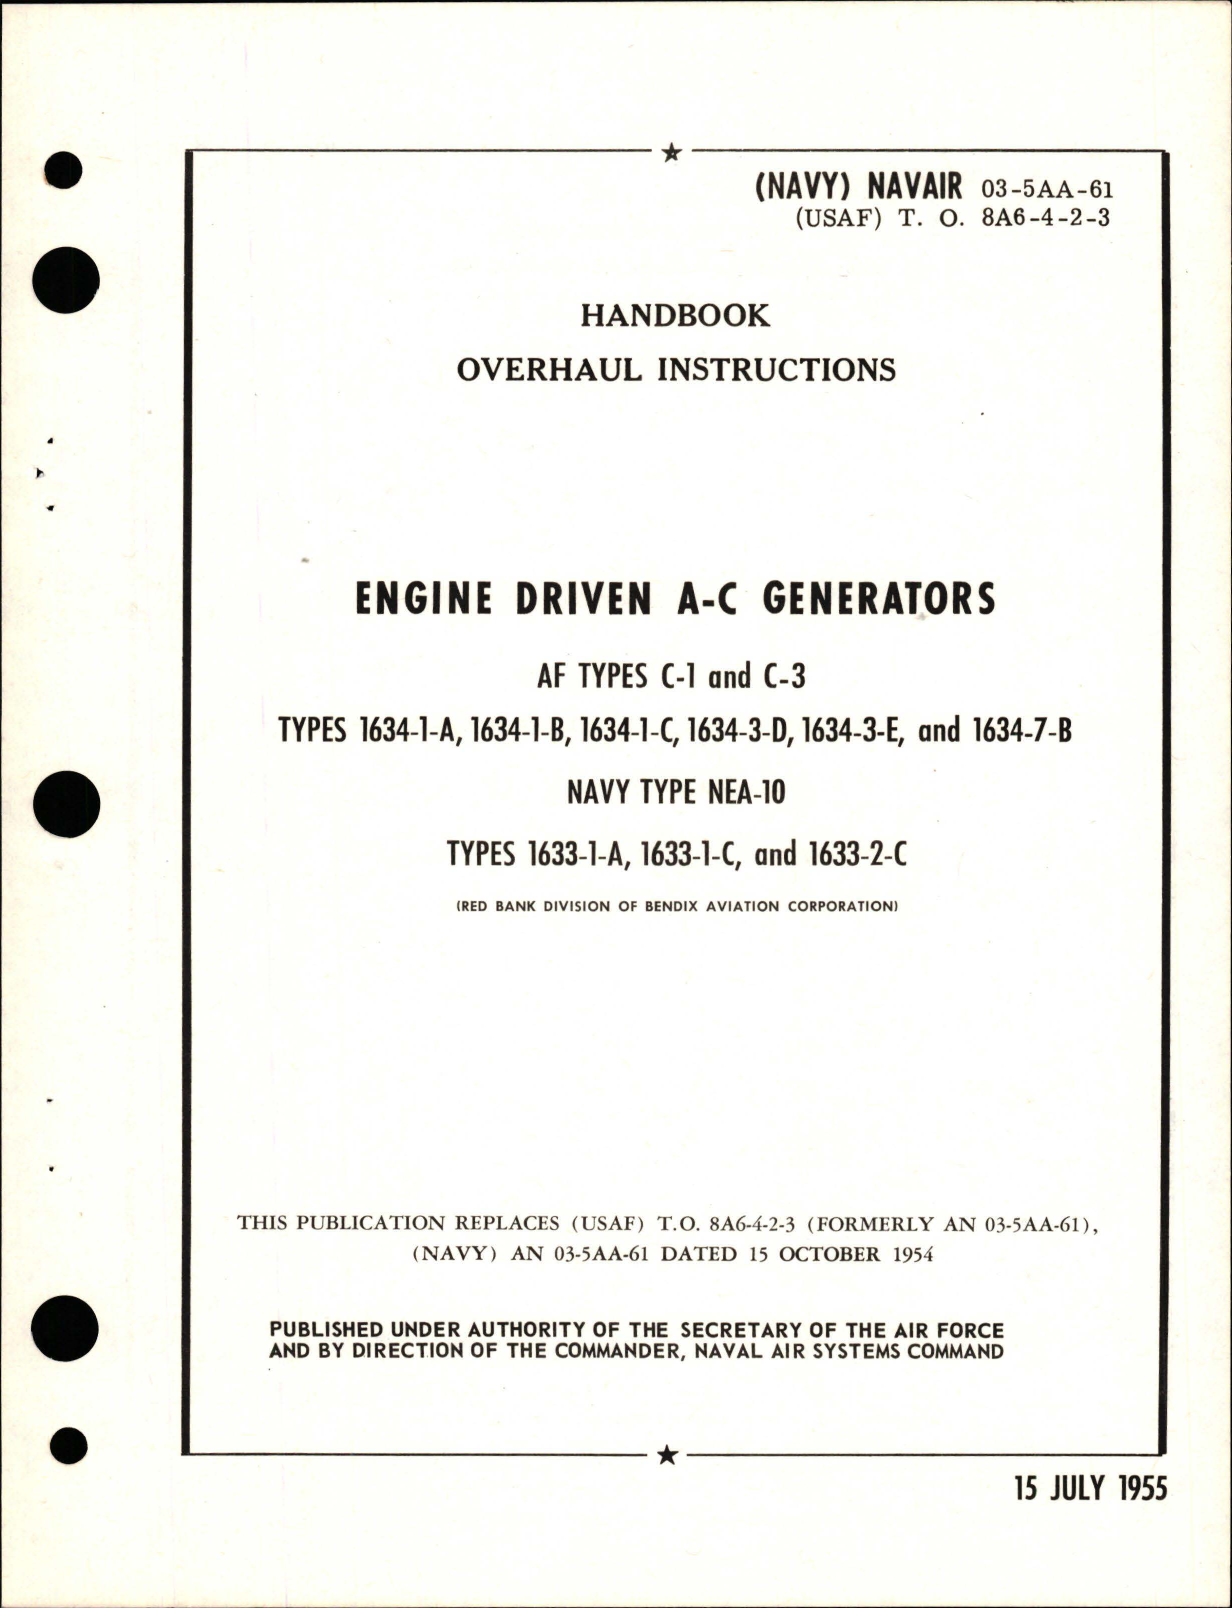 (NAVY) NAVAIR 03-5AA-61
(USAF) T. O. 8A6-4-2-3
HANDBOOK
OVERHAUL INSTRUCTIONS
ENGINE DRIVEN A-C GENERATORS
AF TYPES C-1 and C-3
TYPES 1634-1-A, 1634-1-B, 1634-1-C, 1634-3-D, 1634-3-E, and 1634-7-B
NAVY TYPE NEA-10
TYPES 1633-1-A, 1633-1-C, and 1633-2-C
(RED BANK DIVISION OF BENDIX AVIATION CORPORATION)
THIS PUBLICATION REPLACES (USAF) T.O. 8A6-4-2-3 (FORMERLY AN 03-5AA-61),
(NAVY) AN 03-5AA-61 DATED 15 OCTOBER 1954
PUBLISHED UNDER AUTHORITY OF THE SECRETARY OF THE AIR FORCE
AND BY DIRECTION OF THE COMMANDER, NAVAL AIR SYSTEMS COMMAND
15 JULY 1955